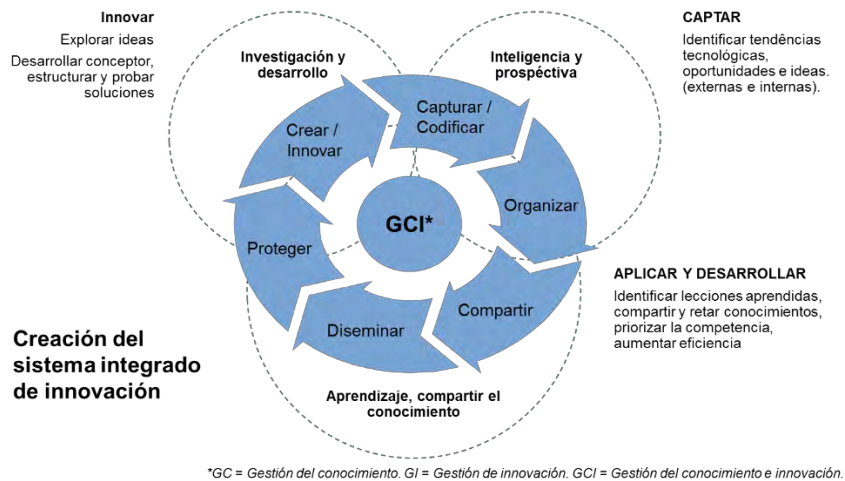 Innovar
Explorar ideas
Desarrollar conceptor,
estructurar y probar
soluciones
Investigación y
desarrollo
Inteligencia y
prospéctiva
CAPTAR
Identificar tendências
tecnológicas,
oportunidades e ideas.
(externas e internas).
Crear /
Innovar
Capturar /
Codificar
Organizar
GCI*
Proteger
Compartir
Diseminar
APLICAR Y DESARROLLAR
Identificar lecciones aprendidas,
compartir y retar conocimientos,
priorizar la competencia,
aumentar eficiencia
Creación del
sistema integrado
de innovación
Aprendizaje, compartir el
conocimiento
*GC = Gestión del conocimiento. GI = Gestión de innovación. GCI = Gestión del conocimiento e innovación.